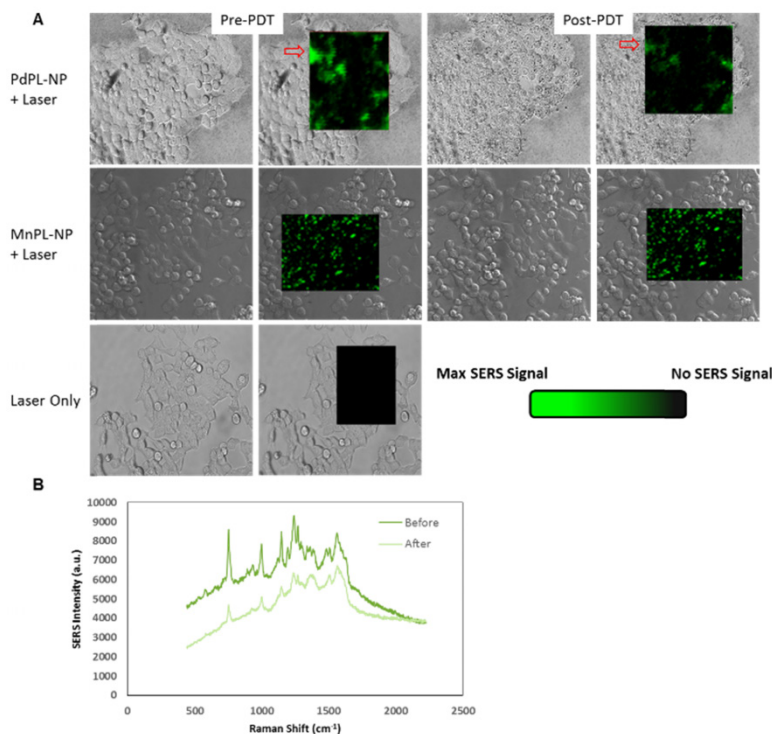 A
Pre-PDT
Post-PDT
PdPL-NP
+ Laser
MnPL-NP
+ Laser
Laser Only
Max SERS Signal
No SERS Signal
B
10000
9000
8000
7000
6000
5000
4000
3000
2000
1000
0
SERS Intensity (a.u.)
Before
After
0
500
1000
1500
2000
2500
Raman Shift (cm⁻¹)